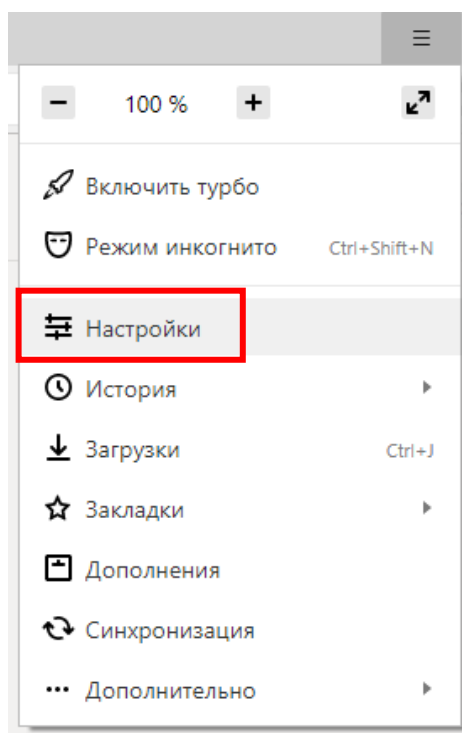 100 %
Включить турбо
Режим инкогнито Ctrl+Shift+N
Настройки
История
Загрузки Ctrl+J
Закладки
Дополнения
Синхронизация
Дополнительно